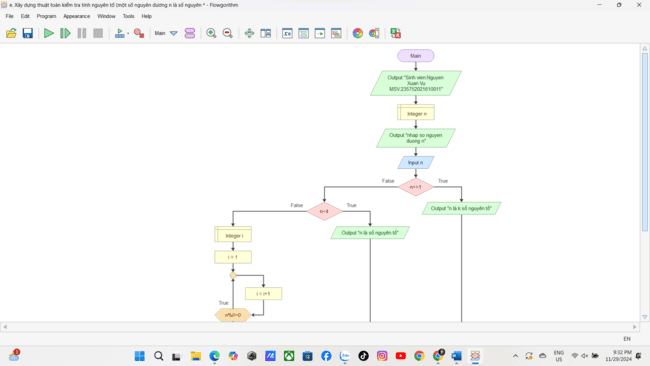 e. Xây dựng thuật toán kiểm tra tính nguyên tố (một số nguyên dương n là số nguyên * - Flowgorithm
File Edit Program Appearance Window Tools Help
Main
Main
Output "Sinh vien:Nguyen
Xuan Vu
MSV:235752021610011"
Integer n
Output "nhap so nguyen
duong n"
Input n
False
True
n==1
Output "n là k số nguyên tố"
False
True
n<4
Output "n là số nguyên tố"
Integer i
i = 1
i = i+1
True
n%i!=0
EN
ENG
US
9:32 PM
11/29/2024